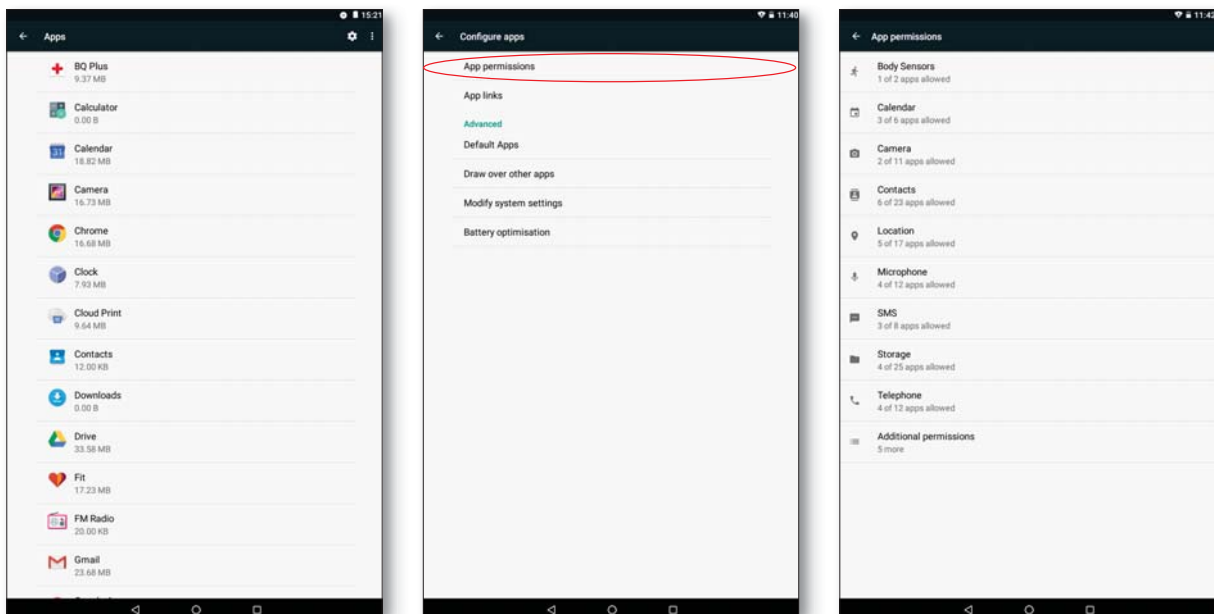 15:21
Apps
BQ Plus
9.37 MB
Calculator
0.00 B
Calendar
18.82 MB
Camera
16.73 MB
Chrome
16.68 MB
Clock
7.93 MB
Cloud Print
9.64 MB
Contacts
12.00 KB
Downloads
0.00 B
Drive
33.58 MB
Fit
17.23 MB
FM Radio
20.00 KB
Gmail
23.68 MB
11:40
Configure apps
App permissions
App links
Advanced
Default Apps
Draw over other apps
Modify system settings
Battery optimisation
11:42
App permissions
Body Sensors
1 of 2 apps allowed
Calendar
3 of 6 apps allowed
Camera
2 of 11 apps allowed
Contacts
6 of 23 apps allowed
Location
5 of 17 apps allowed
Microphone
4 of 12 apps allowed
SMS
3 of 8 apps allowed
Storage
4 of 25 apps allowed
Telephone
4 of 12 apps allowed
Additional permissions
5 more